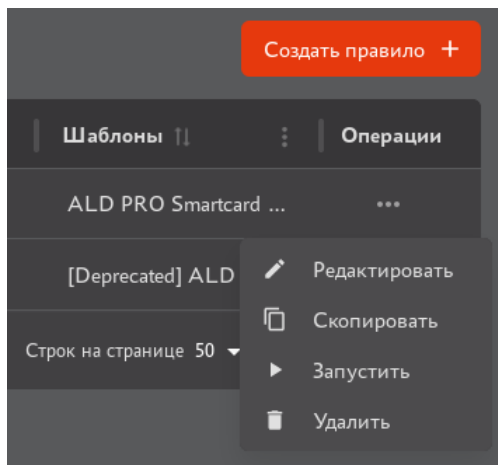 Создать правило +
Шаблоны Операции
ALD PRO Smartcard ...
[Deprecated] ALD
Редактировать
Скопировать
Строк на странице 50
Запустить
Удалить